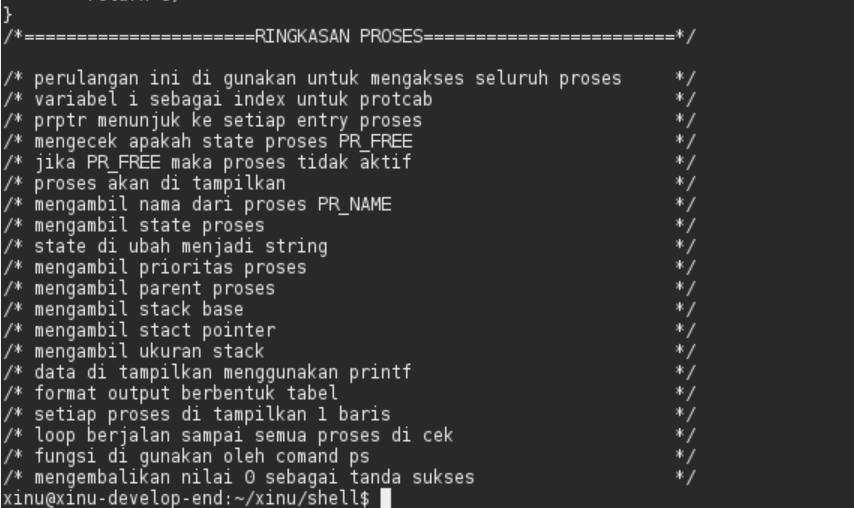 }
/*======================RINGKASAN PROSES========================*/
/* perulangan ini di gunakan untuk mengakses seluruh proses */
/* variabel i sebagai index untuk protcab */
/* prptr menunjuk ke setiap entry proses */
/* mengecek apakah state proses PR_FREE */
/* jika PR_FREE maka proses tidak aktif */
/* proses akan di tampilkan */
/* mengambil nama dari proses PR_NAME */
/* mengambil state proses */
/* state di ubah menjadi string */
/* mengambil prioritas proses */
/* mengambil parent proses */
/* mengambil stack base */
/* mengambil stact pointer */
/* mengambil ukuran stack */
/* data di tampilkan menggunakan printf */
/* format output berbentuk tabel */
/* setiap proses di tampilkan 1 baris */
/* loop berjalan sampai semua proses di cek */
/* fungsi di gunakan oleh comand ps */
/* mengembalikan nilai 0 sebagai tanda sukses */
xinu@xinu-develop-end:~/xinu/shell$